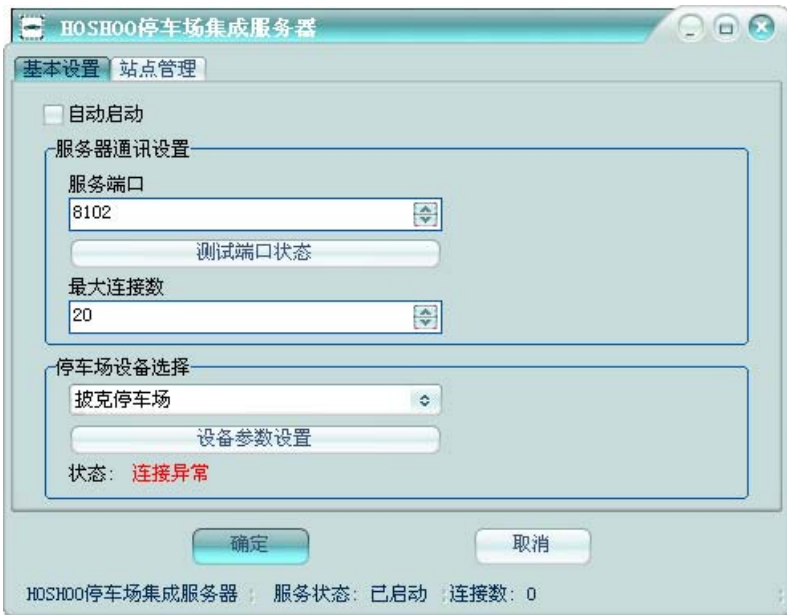 HOSHOO停车场集成服务器
基本设置 站点管理
自动启动
服务器通讯设置
服务端口
8102
测试端口状态
最大连接数
20
停车场设备选择
披克停车场
设备参数设置
状态: 连接异常
确定 取消
HOSHOO停车场集成服务器 服务状态: 已启动 连接数: 0